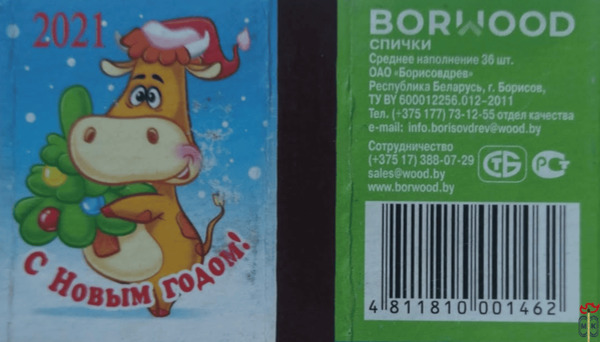 2021
С Новым годом!
BORWOOD
СПИЧКИ
Среднее наполнение 36 шт.
ОАО «Борисовдрев»
Республика Беларусь, г. Борисов,
ТУ BY 600012256.012-2011
Тел. (+375 177) 73-12-55 отдел качества
e-mail: info.borisovdrev@wood.by
Сотрудничество
(+375 17) 388-07-29
sales@wood.by
www.borwood.by
СТБ
РСТ
4 811810 001462